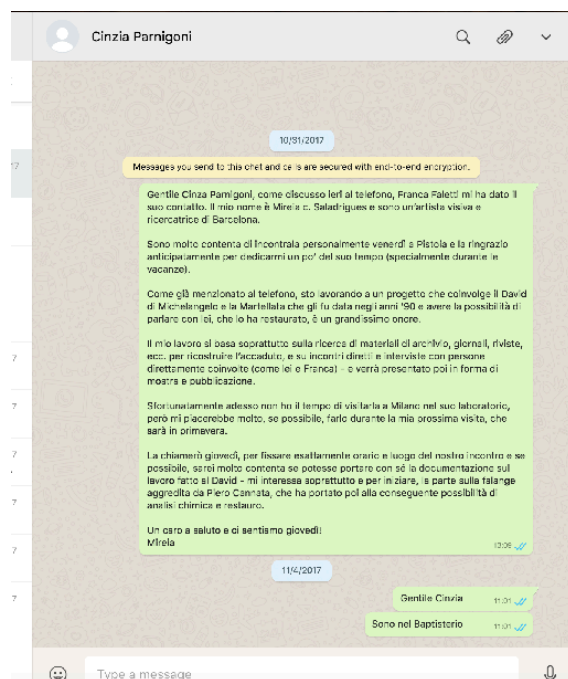 Cinzia Parnigoni
10/31/2017
Messages you send to this chat and calls are secured with end-to-end encryption.
Gentile Cinza Parnigoni, come discusso ieri al telefono, Franca Faletti mi ha dato il
suo contatto. Il mio nome è Mireia c. Saladrigues e sono un'artista visiva e
ricercatrice di Barcelona.
Sono molto contenta di incontrala personalmente venerdì a Pistoia e la ringrazio
anticipatamente per dedicarmi un po' del suo tempo (specialmente durante le
vacanze).
Come già menzionato al telefono, sto lavorando a un progetto che coinvolge il David
di Michelangelo e la Martellata che gli fu data negli anni '90 e avere la possibilità di
parlare con lei, che lo ha restaurato, è un grandissimo onore.
Il mio lavoro si basa soprattutto sulla ricerca di materiali di archivio, giornali, riviste,
ecc. per ricostruire l'accaduto, e su incontri diretti e interviste con persone
direttamente coinvolte (come lei e Franca) - e verrà presentato poi in forma di
mostra e pubblicazione.
Sfortunatamente adesso non ho il tempo di visitarla a Milano nel suo laboratorio,
però mi piacerebbe molto, se possibile, farlo durante la mia prossima visita, che
sarà in primavera.
La chiamerò giovedì, per fissare esattamente orario e luogo del nostro incontro e se
possibile, sarei molto contenta se potesse portare con sé la documentazione sul
lavoro fatto al David - mi interessa soprattutto e per iniziare, la parte sulla falange
aggredita da Piero Cannata, che ha portato poi alla conseguente possibilità di
analisi chimica e restauro.
Un caro a saluto e ci sentiamo giovedì!
Mireia
11/4/2017
Gentile Cinzia
11:01
Sono nel Baptisterio
11:01
Type a message